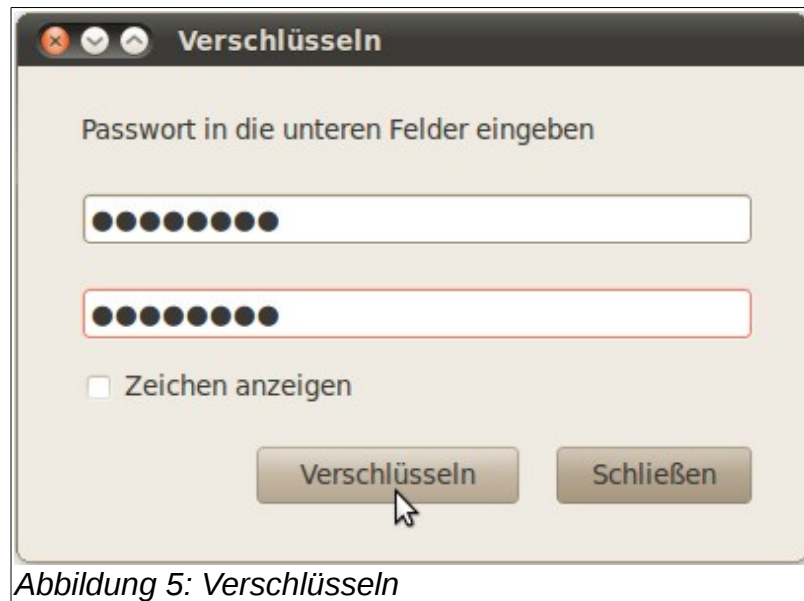 Verschlüsseln
Passwort in die unteren Felder eingeben
●●●●●●●●
●●●●●●●●
Zeichen anzeigen
Verschlüsseln Schließen
Abbildung 5: Verschlüsseln